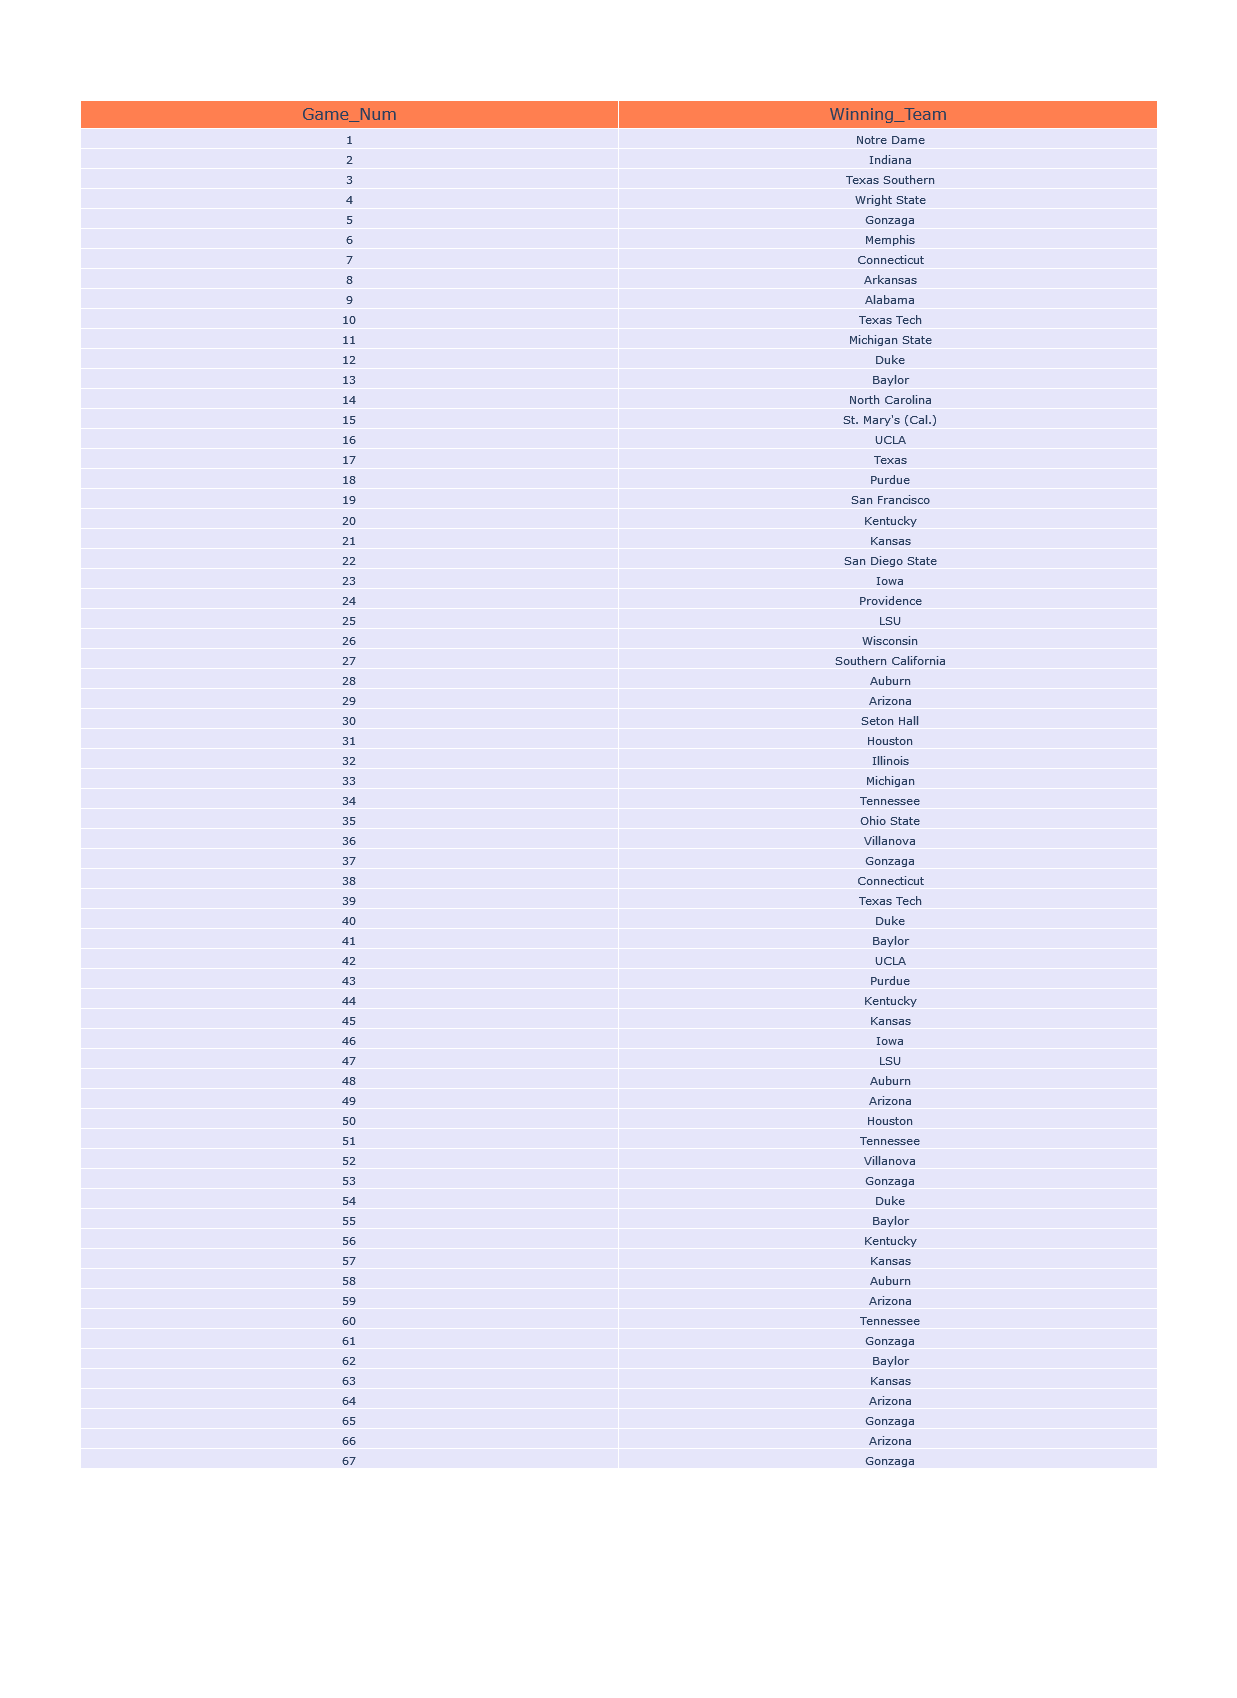 Game_Num Winning_Team
1 Notre Dame
2 Indiana
3 Texas Southern
4 Wright State
5 Gonzaga
6 Memphis
7 Connecticut
8 Arkansas
9 Alabama
10 Texas Tech
11 Michigan State
12 Duke
13 Baylor
14 North Carolina
15 St. Mary's (Cal.)
16 UCLA
17 Texas
18 Purdue
19 San Francisco
20 Kentucky
21 Kansas
22 San Diego State
23 Iowa
24 Providence
25 LSU
26 Wisconsin
27 Southern California
28 Auburn
29 Arizona
30 Seton Hall
31 Houston
32 Illinois
33 Michigan
34 Tennessee
35 Ohio State
36 Villanova
37 Gonzaga
38 Connecticut
39 Texas Tech
40 Duke
41 Baylor
42 UCLA
43 Purdue
44 Kentucky
45 Kansas
46 Iowa
47 LSU
48 Auburn
49 Arizona
50 Houston
51 Tennessee
52 Villanova
53 Gonzaga
54 Duke
55 Baylor
56 Kentucky
57 Kansas
58 Auburn
59 Arizona
60 Tennessee
61 Gonzaga
62 Baylor
63 Kansas
64 Arizona
65 Gonzaga
66 Arizona
67 Gonzaga